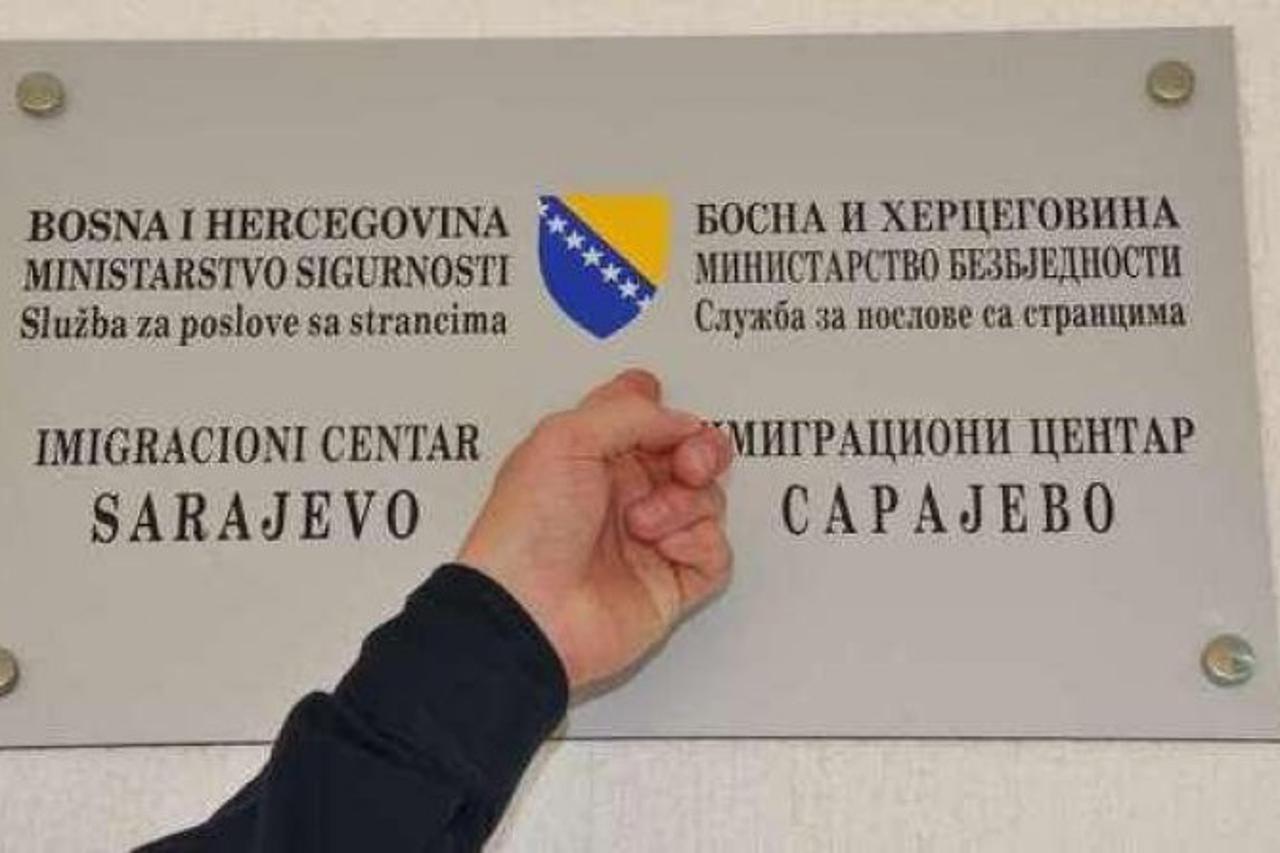 BOSNA I HERCEGOVINA
MINISTARSTVO SIGURNOSTI
Služba za poslove sa strancima
IMIGRACIONI CENTAR
SARAJEVO
БОСНА И ХЕРЦЕГОВИНА
МИНИСТАРСТВО БЕЗБЈЕДНОСТИ
Служба за послове са странцима
ИМИГРАЦИОНИ ЦЕНТАР
САРАЈЕВО